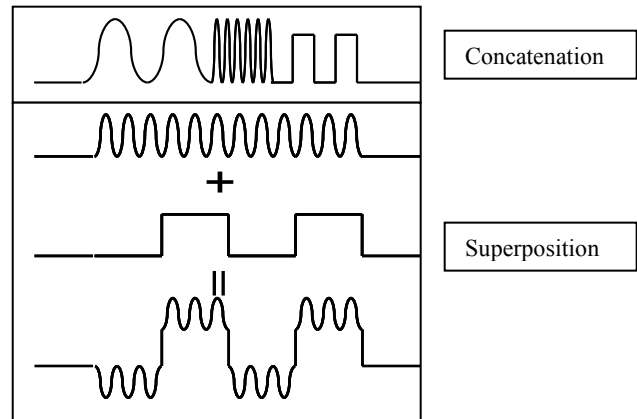 Concatenation
+
Superposition
=